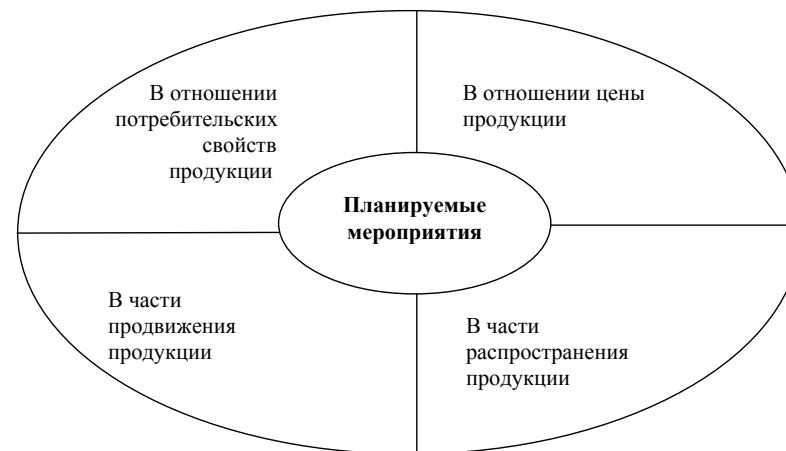 В отношении
потребительских
свойств
продукции
В отношении цены
продукции
Планируемые
мероприятия
В части
продвижения
продукции
В части
распространения
продукции